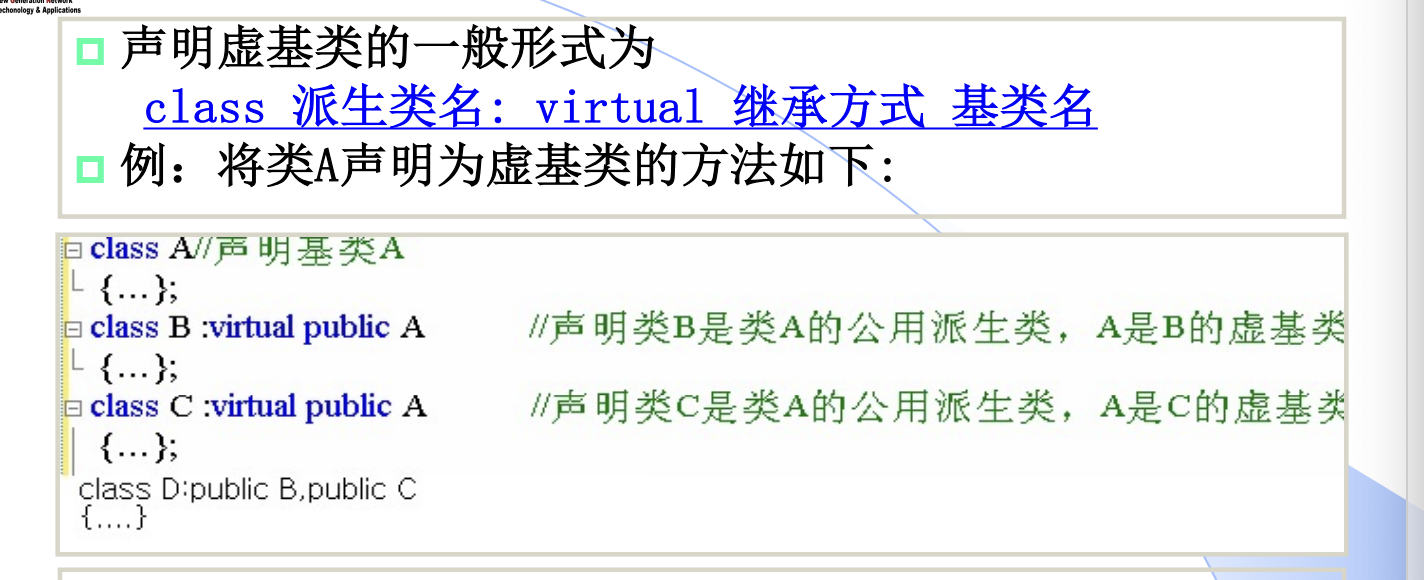 New Generation Network
Techonology & Applications
声明虚基类的一般形式为
class 派生类名: virtual 继承方式 基类名
例：将类A声明为虚基类的方法如下:
class A//声明基类A
{...};
class B :virtual public A //声明类B是类A的公用派生类，A是B的虚基类
{...};
class C :virtual public A //声明类C是类A的公用派生类，A是C的虚基类
{...};
class D:public B,public C
{....}